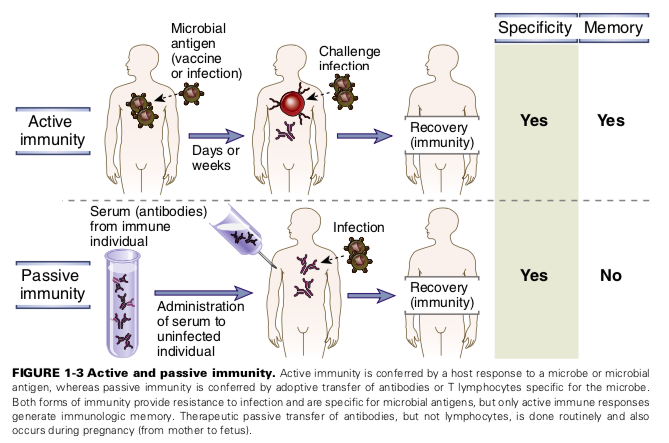 Specificity
Memory
Microbial
antigen
(vaccine
or infection)
Challenge
infection
Active
immunity
Days or
weeks
Recovery
(immunity)
Yes
Yes
Serum (antibodies)
from immune
individual
Infection
Passive
immunity
Administration
of serum to
uninfected
individual
Recovery
(immunity)
Yes
No
FIGURE 1-3 Active and passive immunity. Active immunity is conferred by a host response to a microbe or microbial
antigen, whereas passive immunity is conferred by adoptive transfer of antibodies or T lymphocytes specific for the microbe.
Both forms of immunity provide resistance to infection and are specific for microbial antigens, but only active immune responses
generate immunologic memory. Therapeutic passive transfer of antibodies, but not lymphocytes, is done routinely and also
occurs during pregnancy (from mother to fetus).